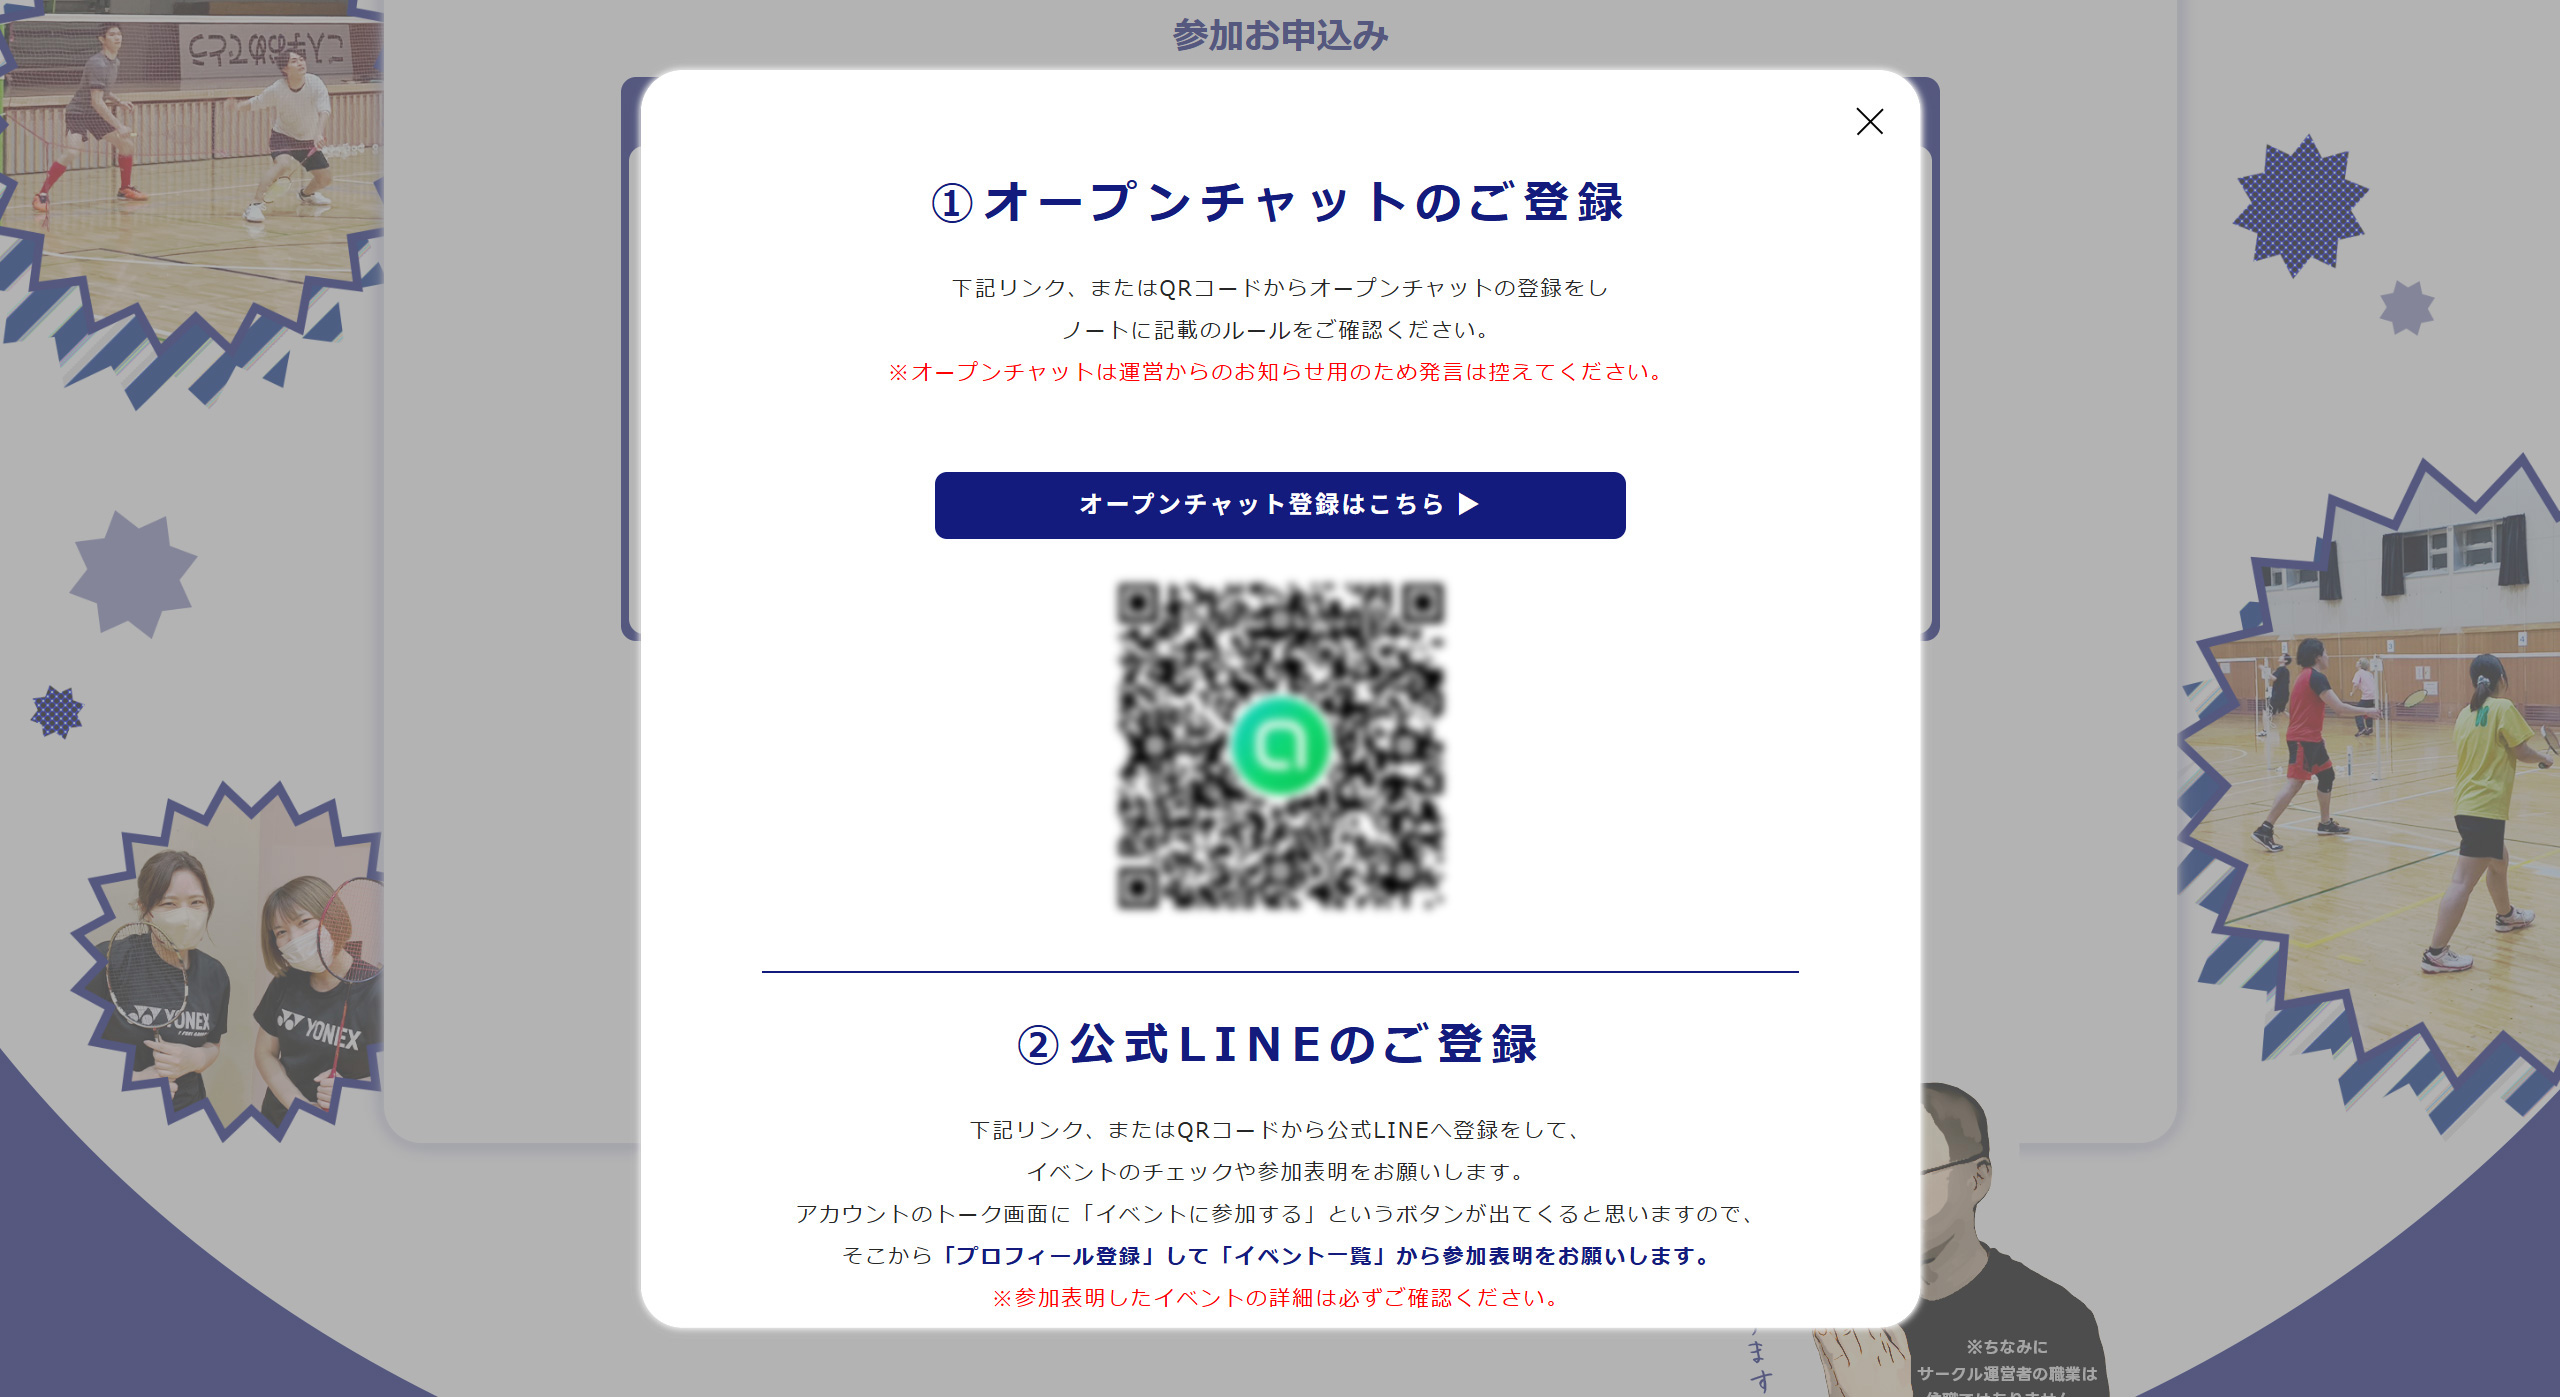 参加お申込み
①オープンチャットのご登録
下記リンク、またはQRコードからオープンチャットの登録をし
ノートに記載のルールをご確認ください。
※オープンチャットは運営からのお知らせ用のため発言は控えてください。
オープンチャット登録はこちら ▶
②公式LINEのご登録
下記リンク、またはQRコードから公式LINEへ登録をして、
イベントのチェックや参加表明をお願いします。
アカウントのトーク画面に「イベントに参加する」というボタンが出てくると思いますので、
そこから「プロフィール登録」して「イベント一覧」から参加表明をお願いします。
※参加表明したイベントの詳細は必ずご確認ください。
YONEX
YONEX
ます
※ちなみに
サークル運営者の職業は